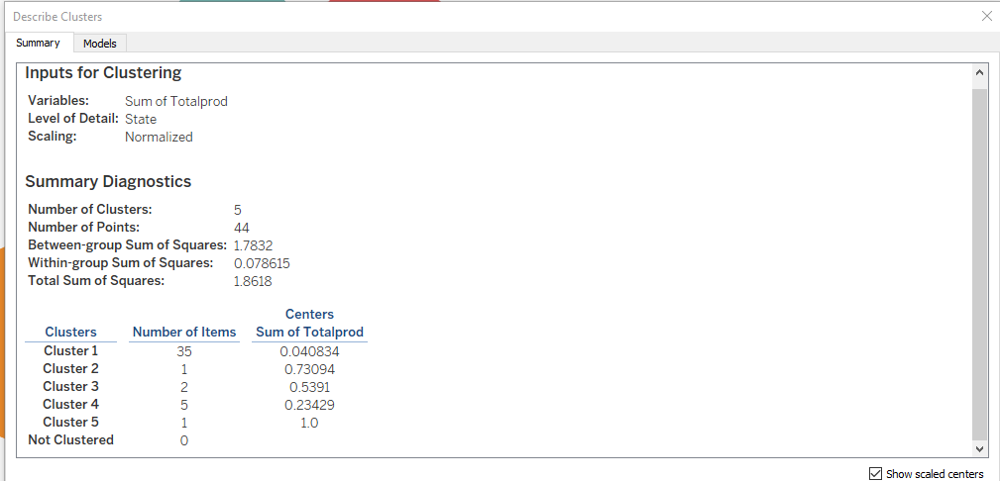 Describe Clusters
Summary Models
Inputs for Clustering
Variables: Sum of Totalprod
Level of Detail: State
Scaling: Normalized
Summary Diagnostics
Number of Clusters: 5
Number of Points: 44
Between-group Sum of Squares: 1.7832
Within-group Sum of Squares: 0.078615
Total Sum of Squares: 1.8618
Centers
Clusters Number of Items Sum of Totalprod
Cluster 1 35 0.040834
Cluster 2 1 0.73094
Cluster 3 2 0.5391
Cluster 4 5 0.23429
Cluster 5 1 1.0
Not Clustered 0
Show scaled centers